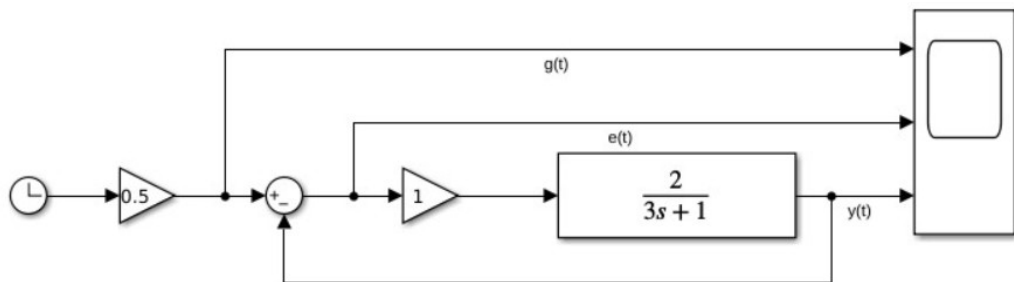 g(t)
e(t)
0.5
+
_
1
2
3s + 1
y(t)